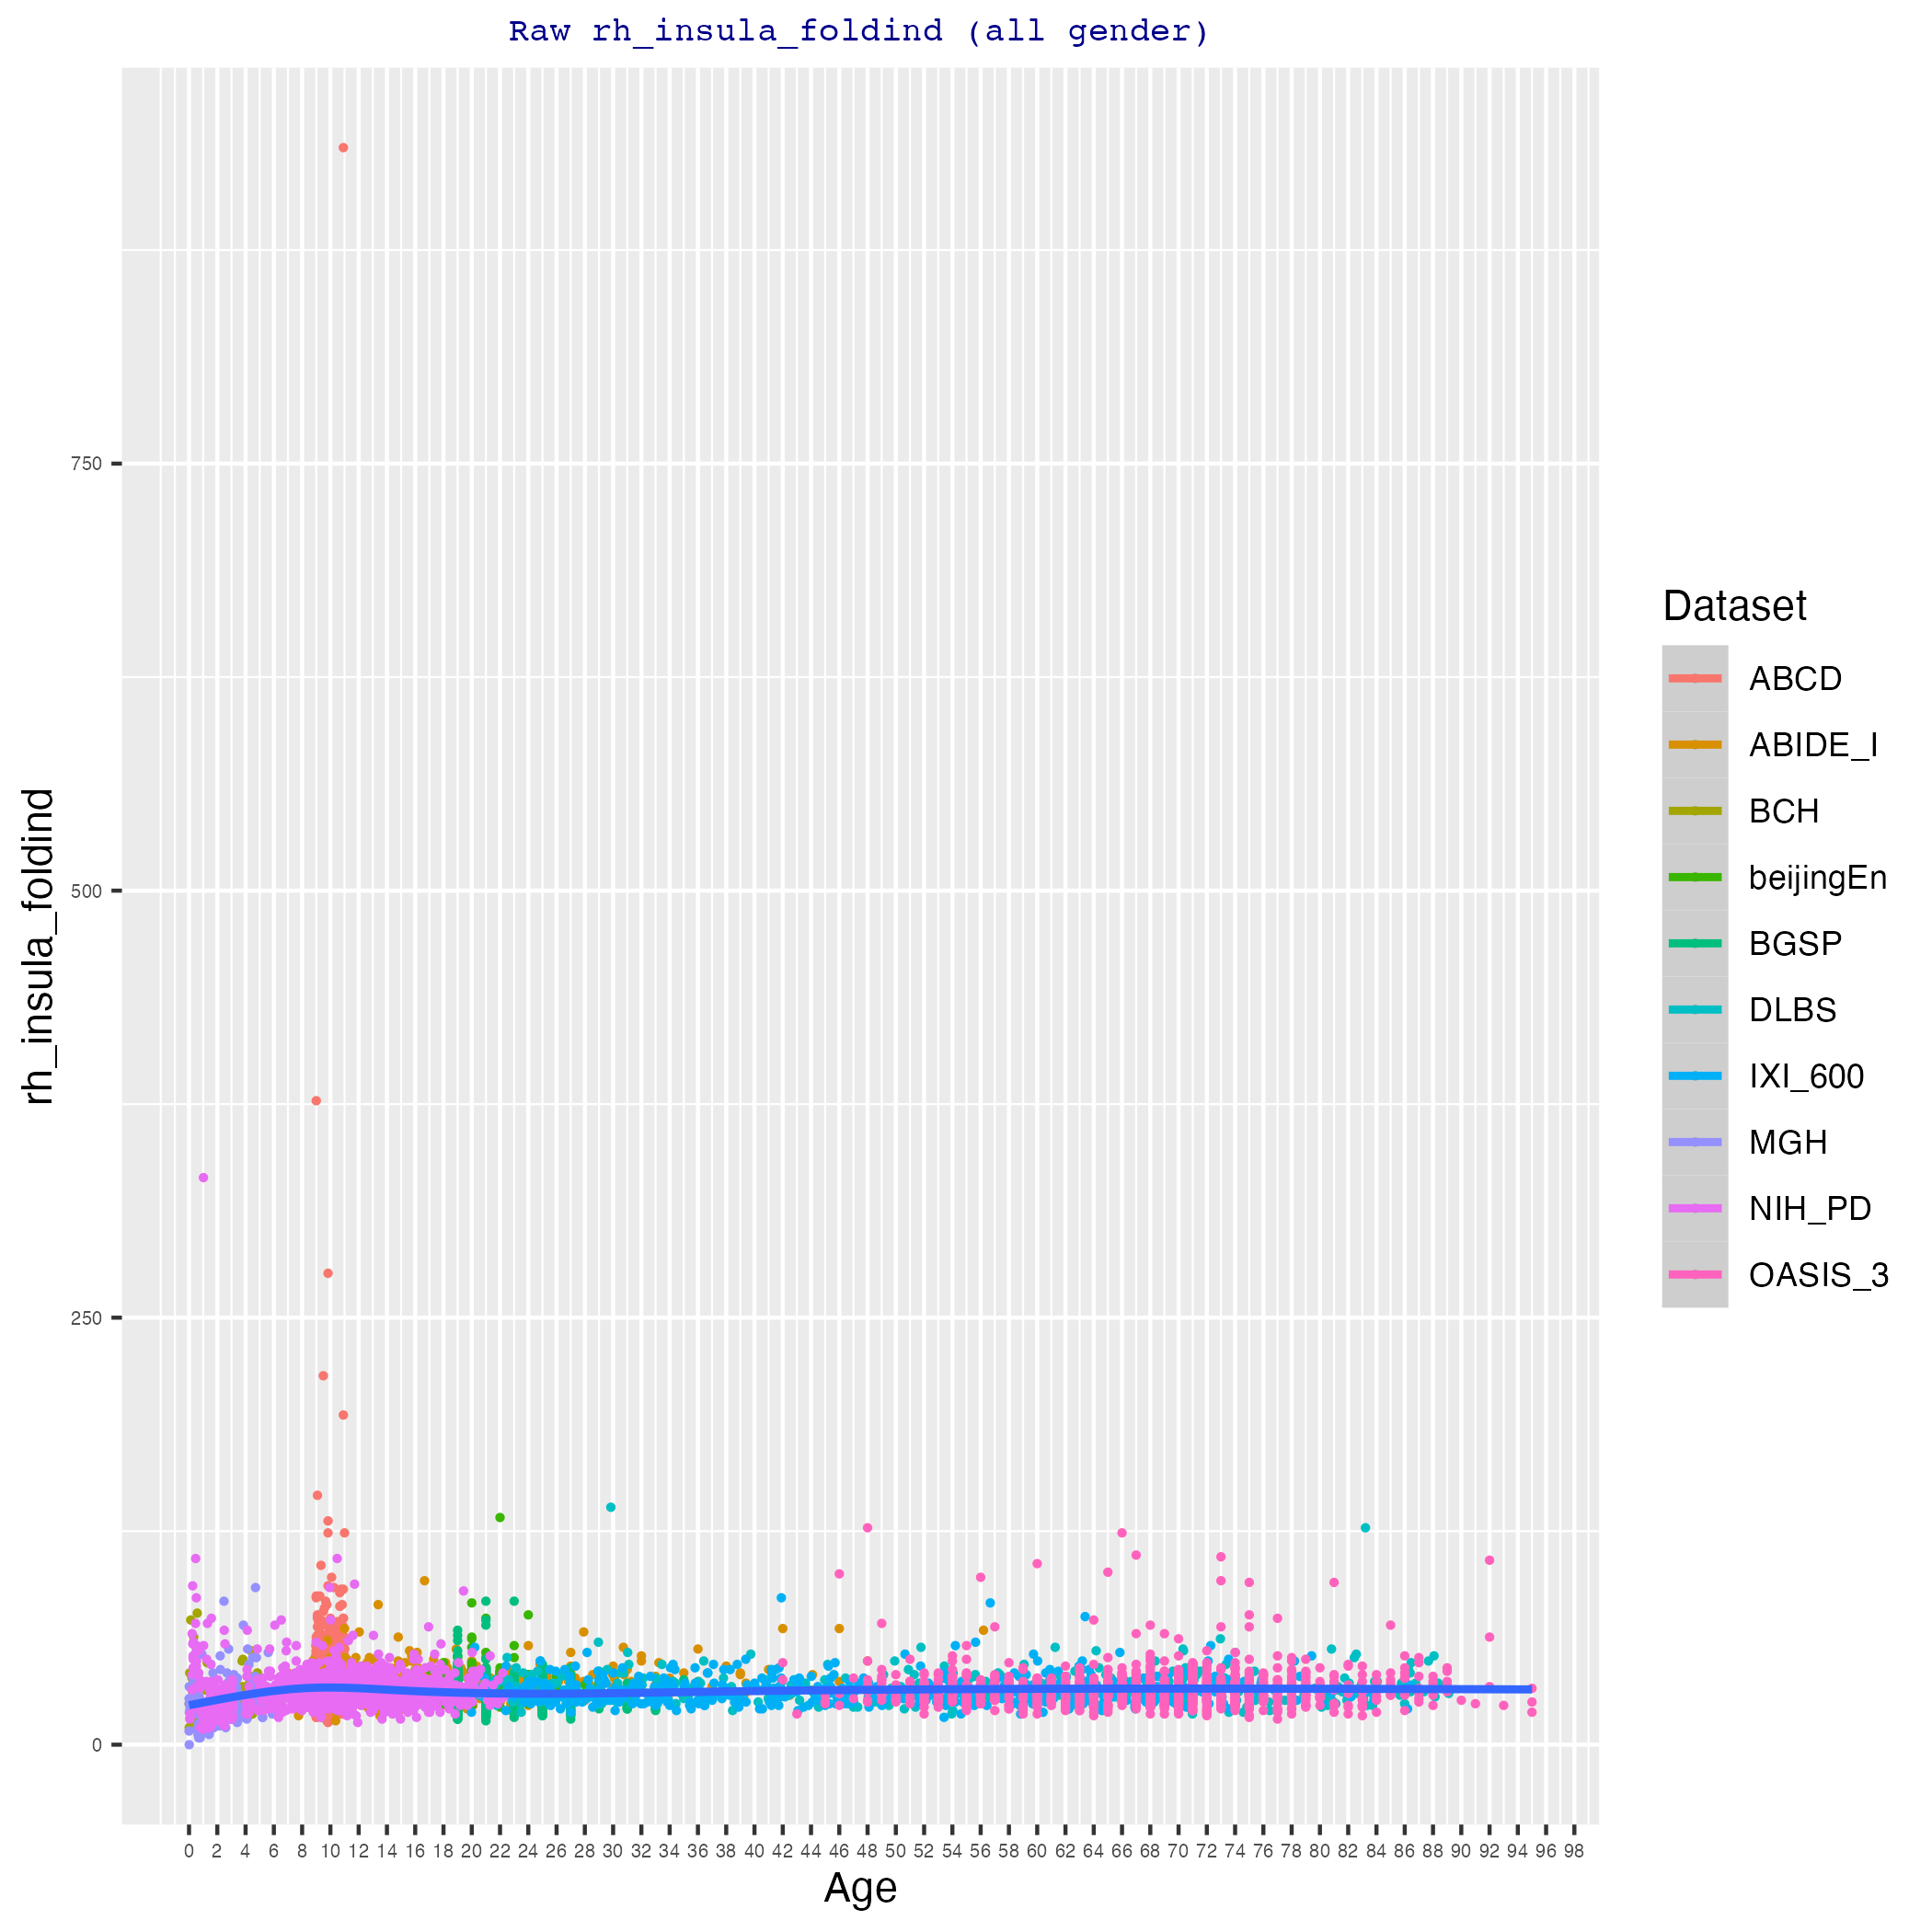 Raw rh_insula_foldind (all gender)
rh_insula_foldind
750
500
250
0
0 2 4 6 8 10 12 14 16 18 20 22 24 26 28 30 32 34 36 38 40 42 44 46 48 50 52 54 56 58 60 62 64 66 68 70 72 74 76 78 80 82 84 86 88 90 92 94 96 98
Age
Dataset
ABCD
ABIDE_I
BCH
beijingEn
BGSP
DLBS
IXI_600
MGH
NIH_PD
OASIS_3